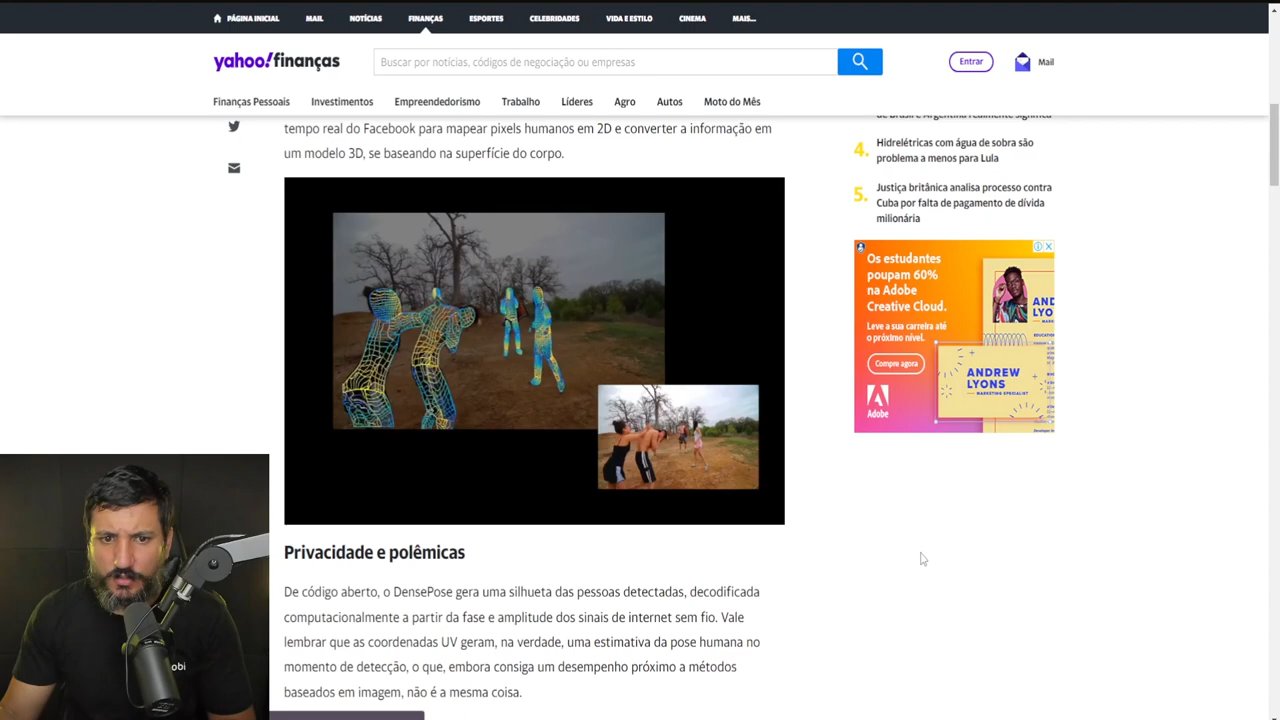 PÁGINA INICIAL MAIL NOTÍCIAS FINANÇAS ESPORTES CELEBRIDADES VIDA E ESTILO CINEMA MAIS...
yahoo!finanças
Buscar por notícias, códigos de negociação ou empresas
Entrar
Mail
Finanças Pessoais Investimentos Empreendedorismo Trabalho Líderes Agro Autos Moto do Mês
tempo real do Facebook para mapear pixels humanos em 2D e converter a informação em
um modelo 3D, se baseando na superfície do corpo.
Privacidade e polêmicas
De código aberto, o DensePose gera uma silhueta das pessoas detectadas, decodificada
computacionalmente a partir da fase e amplitude dos sinais de internet sem fio. Vale
lembrar que as coordenadas UV geram, na verdade, uma estimativa da pose humana no
momento de detecção, o que, embora consiga um desempenho próximo a métodos
baseados em imagem, não é a mesma coisa.
de Brasil e Argentina realmente significa
4. Hidrelétricas com água de sobra são
problema a menos para Lula
5. Justiça britânica analisa processo contra
Cuba por falta de pagamento de dívida
milionária
Os estudantes
poupam 60%
na Adobe
Creative Cloud.
Leve a sua carreira até
o próximo nível.
Compre agora
Adobe
AND
LYO
ANDREW
LYONS
MARKETING SPECIALIST
obi